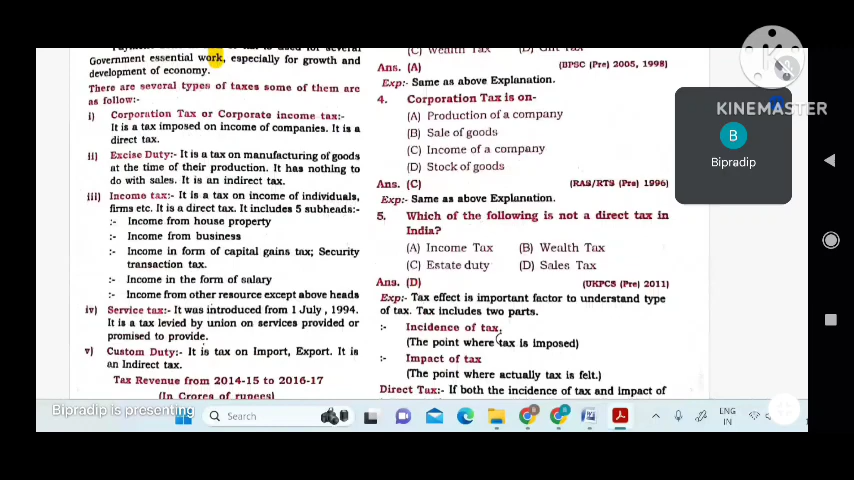 Government essential work, especially for growth and
development of economy.
There are several types of taxes some of them are
as follow:-
i) Corporation Tax or Corporate income tax:-
It is a tax imposed on income of companies. It is a
direct tax.
ii) Excise Duty:- It is a tax on manufacturing of goods
at the time of their production. It has nothing to
do with sales. It is an indirect tax.
iii) Income tax:- It is a tax on income of individuals,
firms etc. It is a direct tax. It includes 5 subheads:-
:- Income from house property
:- Income from business
:- Income in form of capital gains tax; Security
transaction tax.
:- Income in the form of salary
:- Income from other resource except above heads
iv) Service tax:- It was introduced from 1 July, 1994.
It is a tax levied by union on services provided or
promised to provide.
v) Custom Duty:- It is tax on Import, Export. It is
an Indirect tax.
Tax Revenue from 2014-15 to 2016-17
(In Crores of rupees)
(C) Wealth Tax (D) Gift Tax
Ans. (A) (BPSC (Pre) 2005, 1998)
Exp:- Same as above Explanation.
4. Corporation Tax is on-
(A) Production of a company
(B) Sale of goods
(C) Income of a company
(D) Stock of goods
Ans. (C) (RAS/RTS (Pre) 1996)
Exp:- Same as above Explanation.
5. Which of the following is not a direct tax in
India?
(A) Income Tax (B) Wealth Tax
(C) Estate duty (D) Sales Tax
Ans. (D) (UKPCS (Pre) 2011)
Exp:- Tax effect is important factor to understand type
of tax. Tax includes two parts.
:- Incidence of tax.
(The point where tax is imposed)
:- Impact of tax
(The point where actually tax is felt.)
Direct Tax:- If both the incidence of tax and impact of
KINEMASTER
B
Bipradip
Bipradip is presenting
Search
ENG
IN